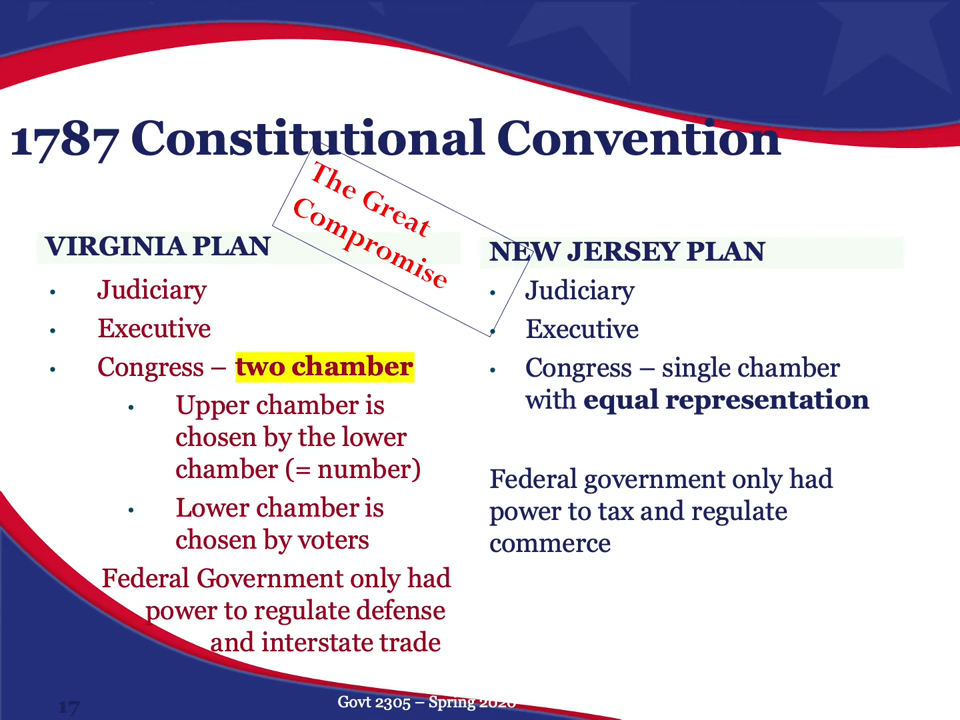 1787 Constitutional Convention
The Great
Compromise
VIRGINIA PLAN
• Judiciary
• Executive
• Congress – two chamber
• Upper chamber is
chosen by the lower
chamber (= number)
• Lower chamber is
chosen by voters
Federal Government only had
power to regulate defense
and interstate trade
NEW JERSEY PLAN
• Judiciary
• Executive
• Congress – single chamber
with equal representation
Federal government only had
power to tax and regulate
commerce
17
Govt 2305 – Spring 2020